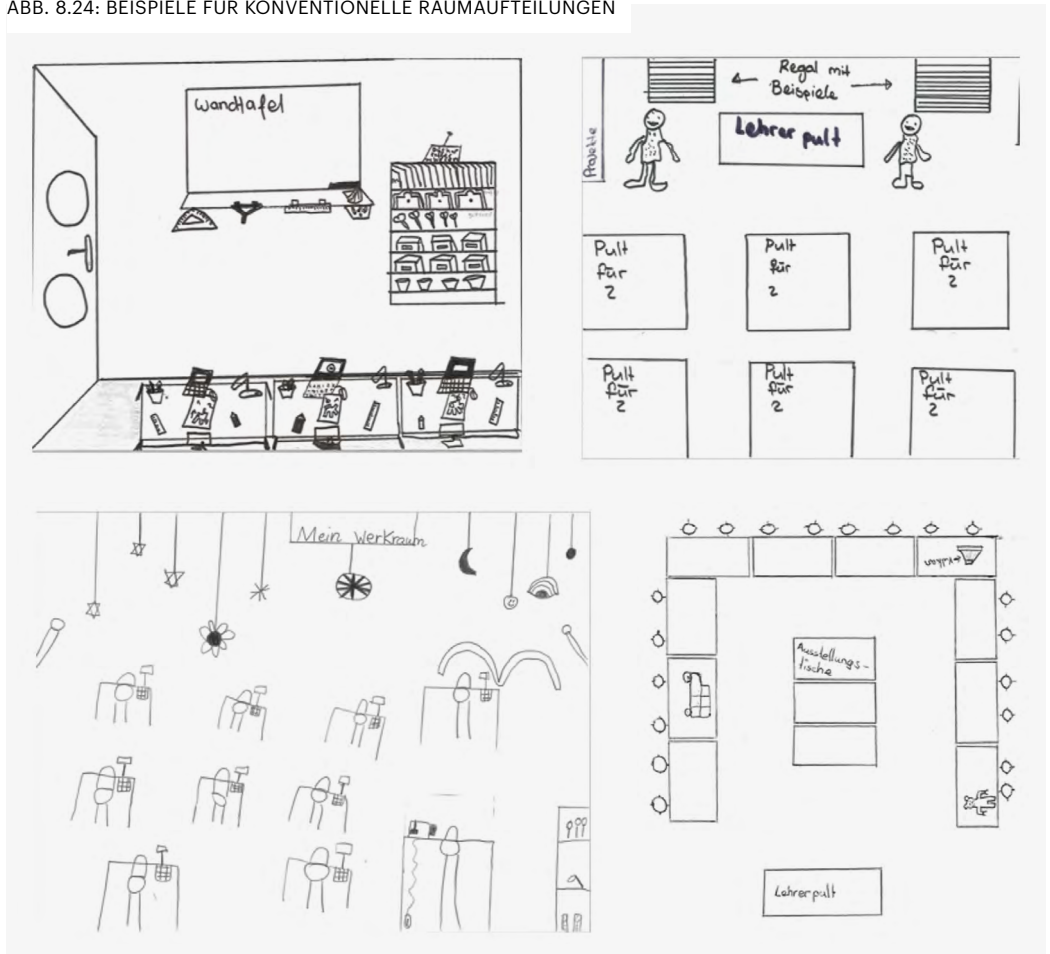 ABB. 8.24: BEISPIELE FÜR KONVENTIONELLE RAUMAUFTEILUNGEN
Wandtafel
Regal mit
Beispiele
Lehrer pult
Projekte
Pult
für
2
Pult
für
2
Pult
für
2
Pult
für
2
Pult
für
2
Pult
für
2
Mein Werkraum
Ausstellungs-
tische
Lehrerpult